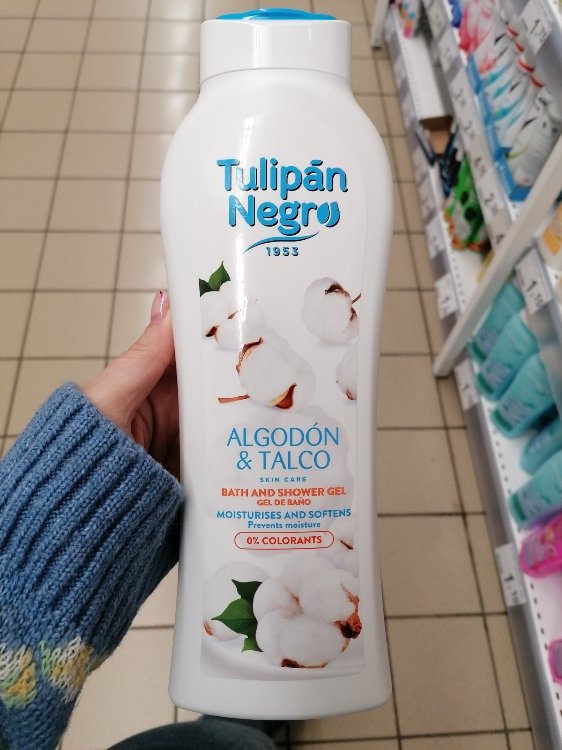 Tulipán
Negro
1953
ALGODÓN
& TALCO
SKIN CARE
BATH AND SHOWER GEL
GEL DE BAÑO
MOISTURISES AND SOFTENS
Prevents moisture
0% COLORANTS